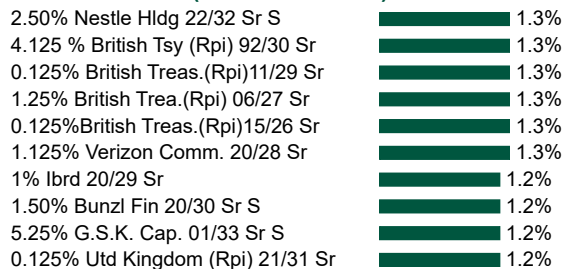 2.50% Nestle Hldg 22/32 Sr S 1.3%
4.125 % British Tsy (Rpi) 92/30 Sr 1.3%
0.125% British Treas.(Rpi)11/29 Sr 1.3%
1.25% British Trea.(Rpi) 06/27 Sr 1.3%
0.125%British Treas.(Rpi)15/26 Sr 1.3%
1.125% Verizon Comm. 20/28 Sr 1.3%
1% Ibrd 20/29 Sr 1.2%
1.50% Bunzl Fin 20/30 Sr S 1.2%
5.25% G.S.K. Cap. 01/33 Sr S 1.2%
0.125% Utd Kingdom (Rpi) 21/31 Sr 1.2%